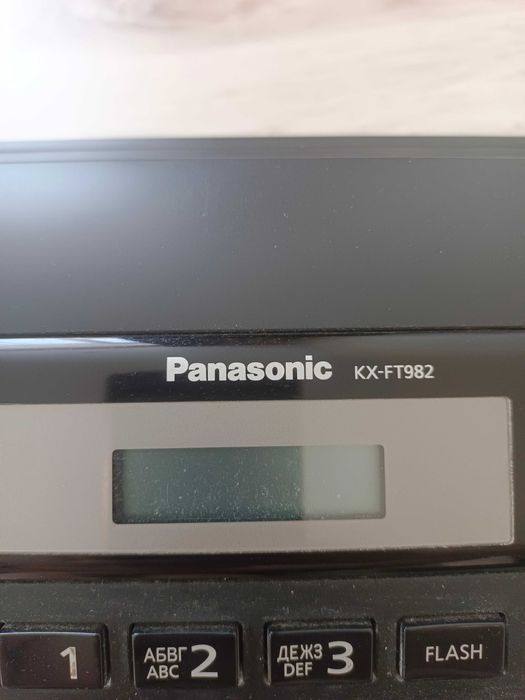 Panasonic KX-FT982
1 АБВГ ABC 2 ДЕЖЗ DEF 3 FLASH